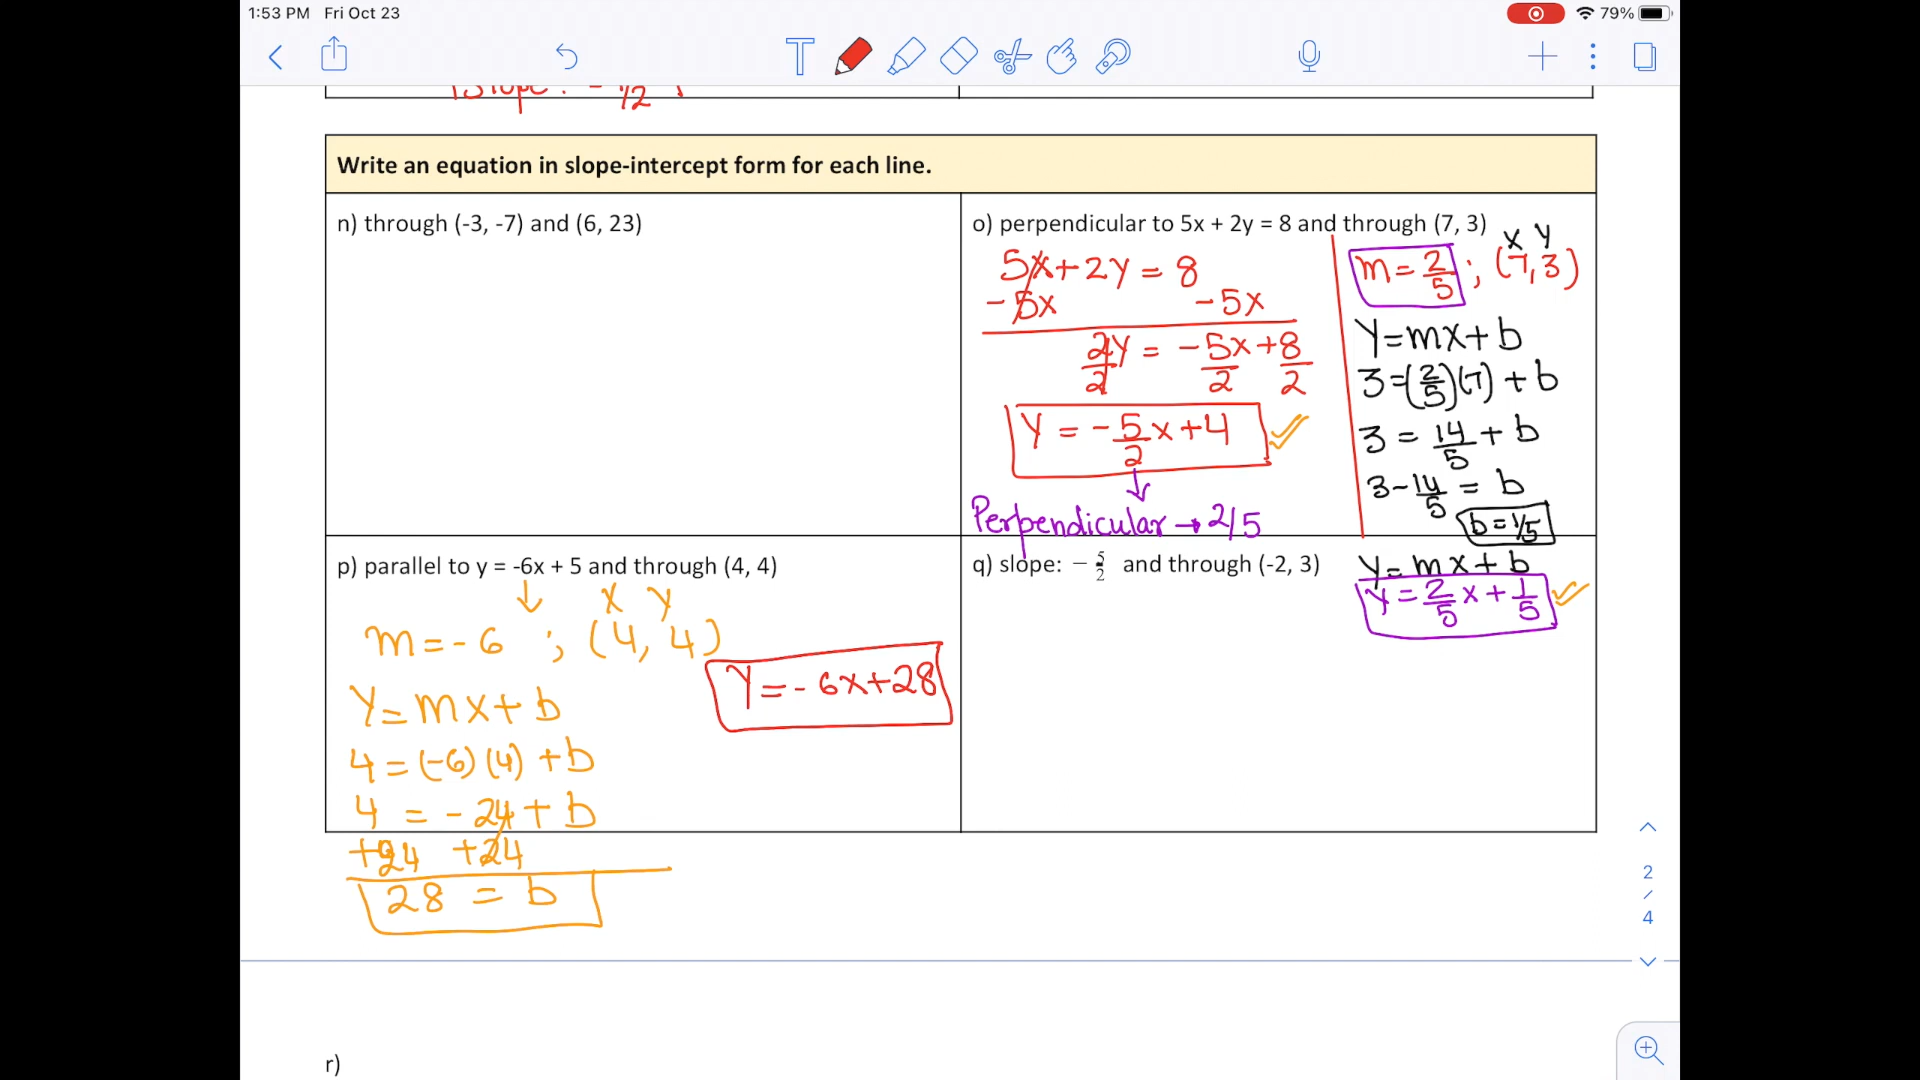 1:53 PM Fri Oct 23
79%
Slope: - 1/2
Write an equation in slope-intercept form for each line.
n) through (-3, -7) and (6, 23)
o) perpendicular to 5x + 2y = 8 and through (7, 3)
5x+2y = 8
-5x -5x
2y/2 = -5x/2 + 8/2
y = -5/2x+4
Perpendicular → 2/5
x y
m = 2/5 ; (7,3)
y=mx+b
3=(2/5)(7)+b
3 = 14/5 + b
3-14/5 = b
b=1/5
y=mx+b
y=2/5x+1/5
p) parallel to y = -6x + 5 and through (4, 4)
x y
m=-6 ; (4, 4)
y=mx+b
4=(-6)(4)+b
4 = -24+b
+24 +24
28 = b
y=-6x+28
q) slope: -5/2 and through (-2, 3)
2
/
4
r)